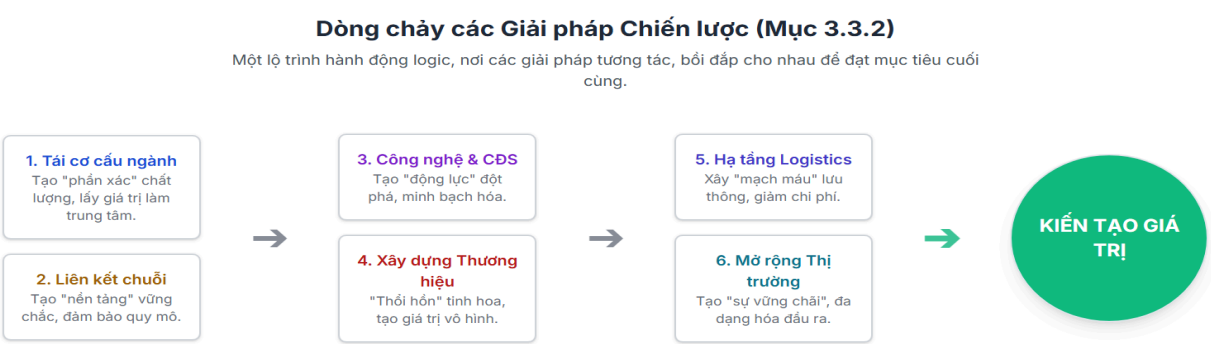 Dòng chảy các Giải pháp Chiến lược (Mục 3.3.2)
Một lộ trình hành động logic, nơi các giải pháp tương tác, bồi đắp cho nhau để đạt mục tiêu cuối
cùng.
1. Tái cơ cấu ngành
Tạo "phần xác" chất
lượng, lấy giá trị làm
trung tâm.
2. Liên kết chuỗi
Tạo "nền tảng" vững
chắc, đảm bảo quy mô.
3. Công nghệ & CĐS
Tạo "động lực" đột
phá, minh bạch hóa.
4. Xây dựng Thương
hiệu
"Thổi hồn" tinh hoa,
tạo giá trị vô hình.
5. Hạ tầng Logistics
Xây "mạch máu" lưu
thông, giảm chi phí.
6. Mở rộng Thị
trường
Tạo "sự vững chãi", đa
dạng hóa đầu ra.
KIẾN TẠO GIÁ
TRỊ